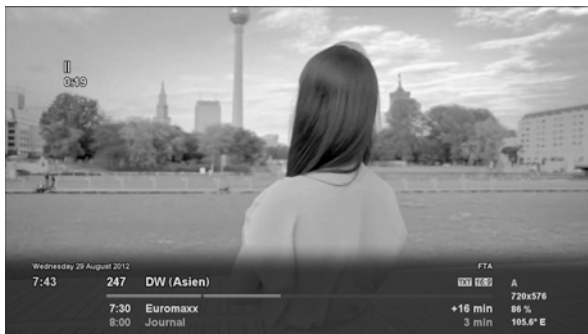 0:19
Wednesday 29 August 2012 FTA
7:43 247 DW (Asien) TXT 16:9 A
720x576
7:30 Euromaxx +16 min 86 %
8:00 Journal 3 min 105.6° E